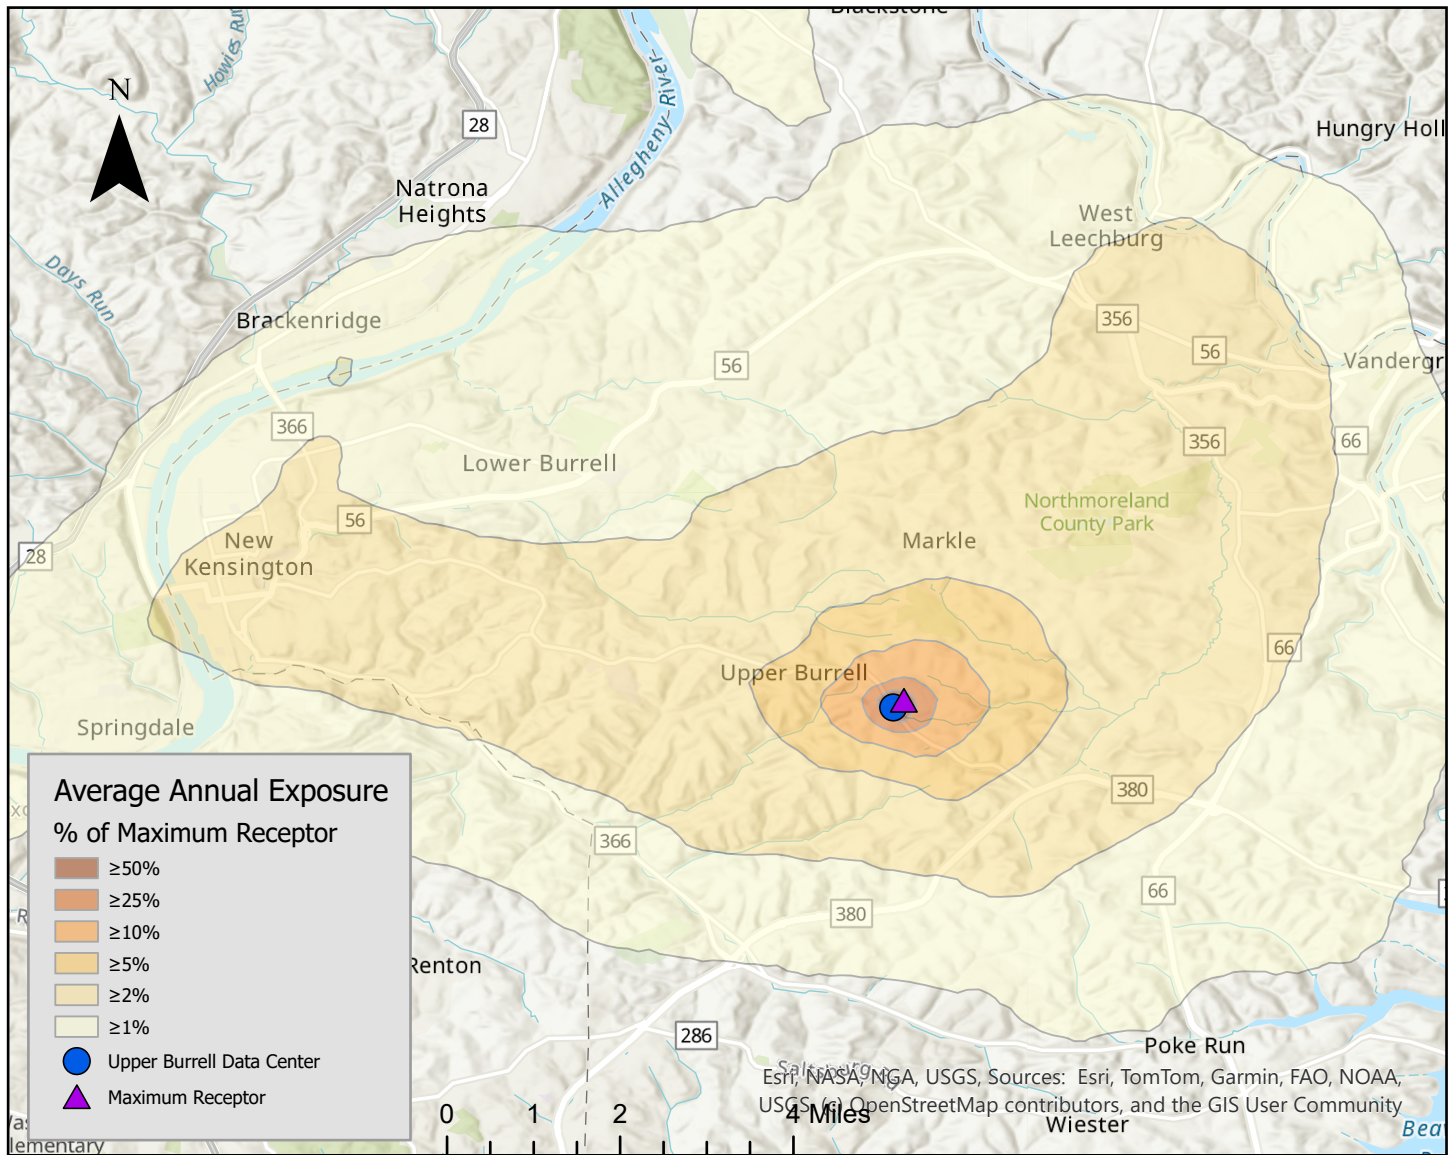 Blackstone
Howies Run
N
28
Allegheny River
Hungry Holl
Natrona
Heights
West
Leechburg
Days Run
Brackenridge
356
56
56
Vandergr
366
66
356
Lower Burrell
Northmoreland
County Park
56
New
Kensington
Markle
28
66
Upper Burrell
Springdale
380
366
66
380
Renton
286
Poke Run
Wiester
Average Annual Exposure
% of Maximum Receptor
≥50%
≥25%
≥10%
≥5%
≥2%
≥1%
Upper Burrell Data Center
Maximum Receptor
lementary
0 1 2 4 Miles
Esri, NASA, NGA, USGS, Sources: Esri, TomTom, Garmin, FAO, NOAA,
USGS, (c) OpenStreetMap contributors, and the GIS User Community
Bea